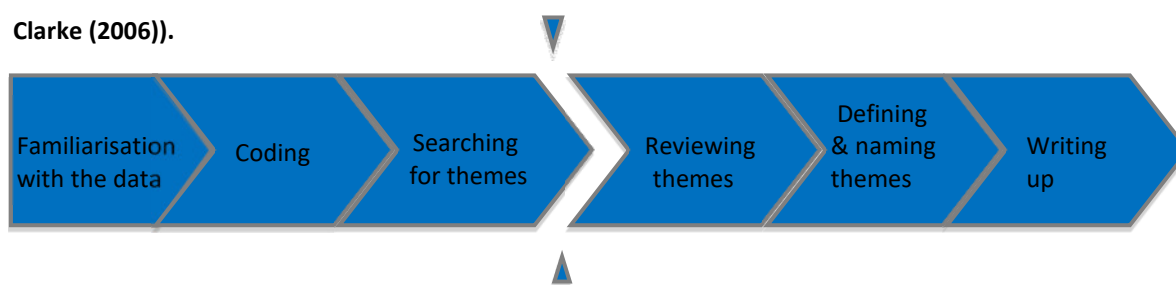 Clarke (2006)).
Familiarisation
with the data
Coding
Searching
for themes
Reviewing
themes
Defining
& naming
themes
Writing
up